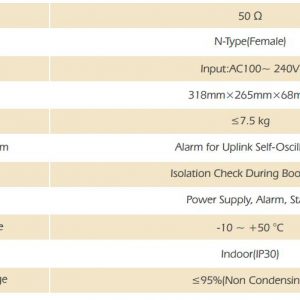 50 Ω
N-Type(Female)
Input:AC100~ 240V
318mm×265mm×68m
≤7.5 kg
m Alarm for Uplink Self-Oscil
Isolation Check During Boo
Power Supply, Alarm, Sta
e -10 ~ +50 °C
Indoor(IP30)
ge ≤95%(Non Condensin